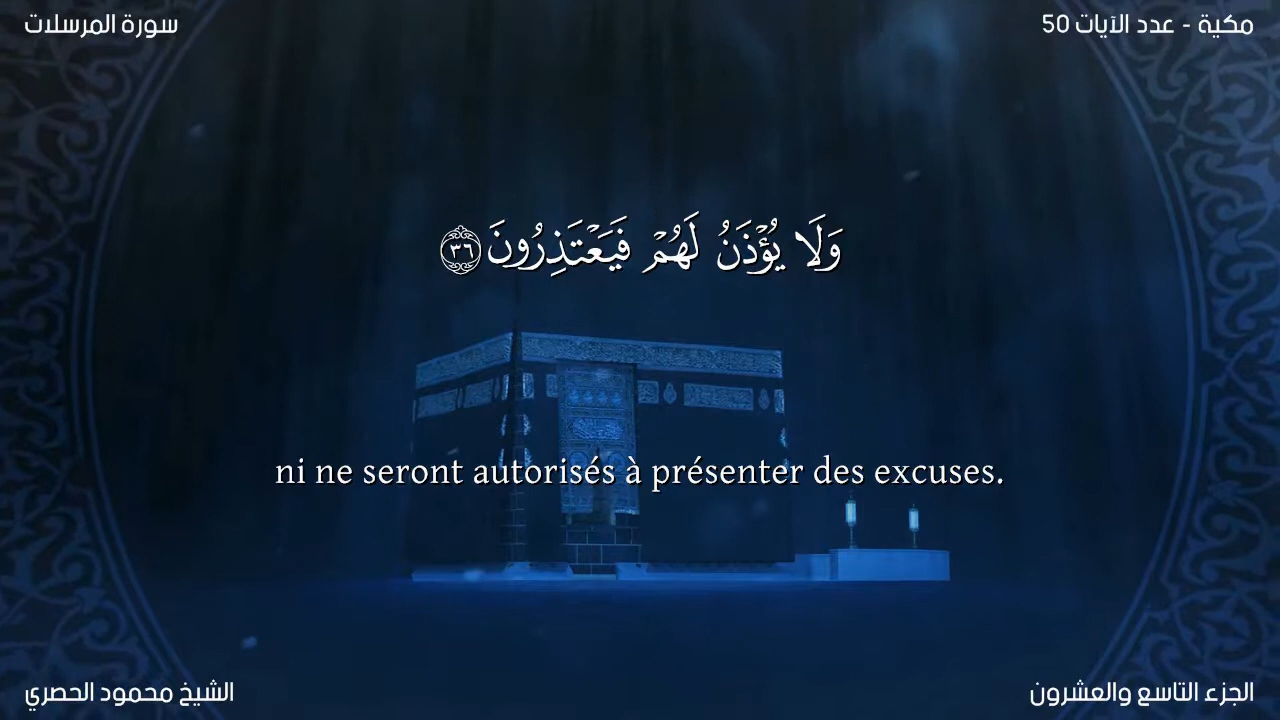 مكية - عدد الآيات 50
سورة المرسلات
وَلَا يُؤْذَنُ لَهُمْ فَيَعْتَذِرُونَ ٣٦
ni ne seront autorisés à présenter des excuses.
الجزء التاسع والعشرون
الشيخ محمود الحصري